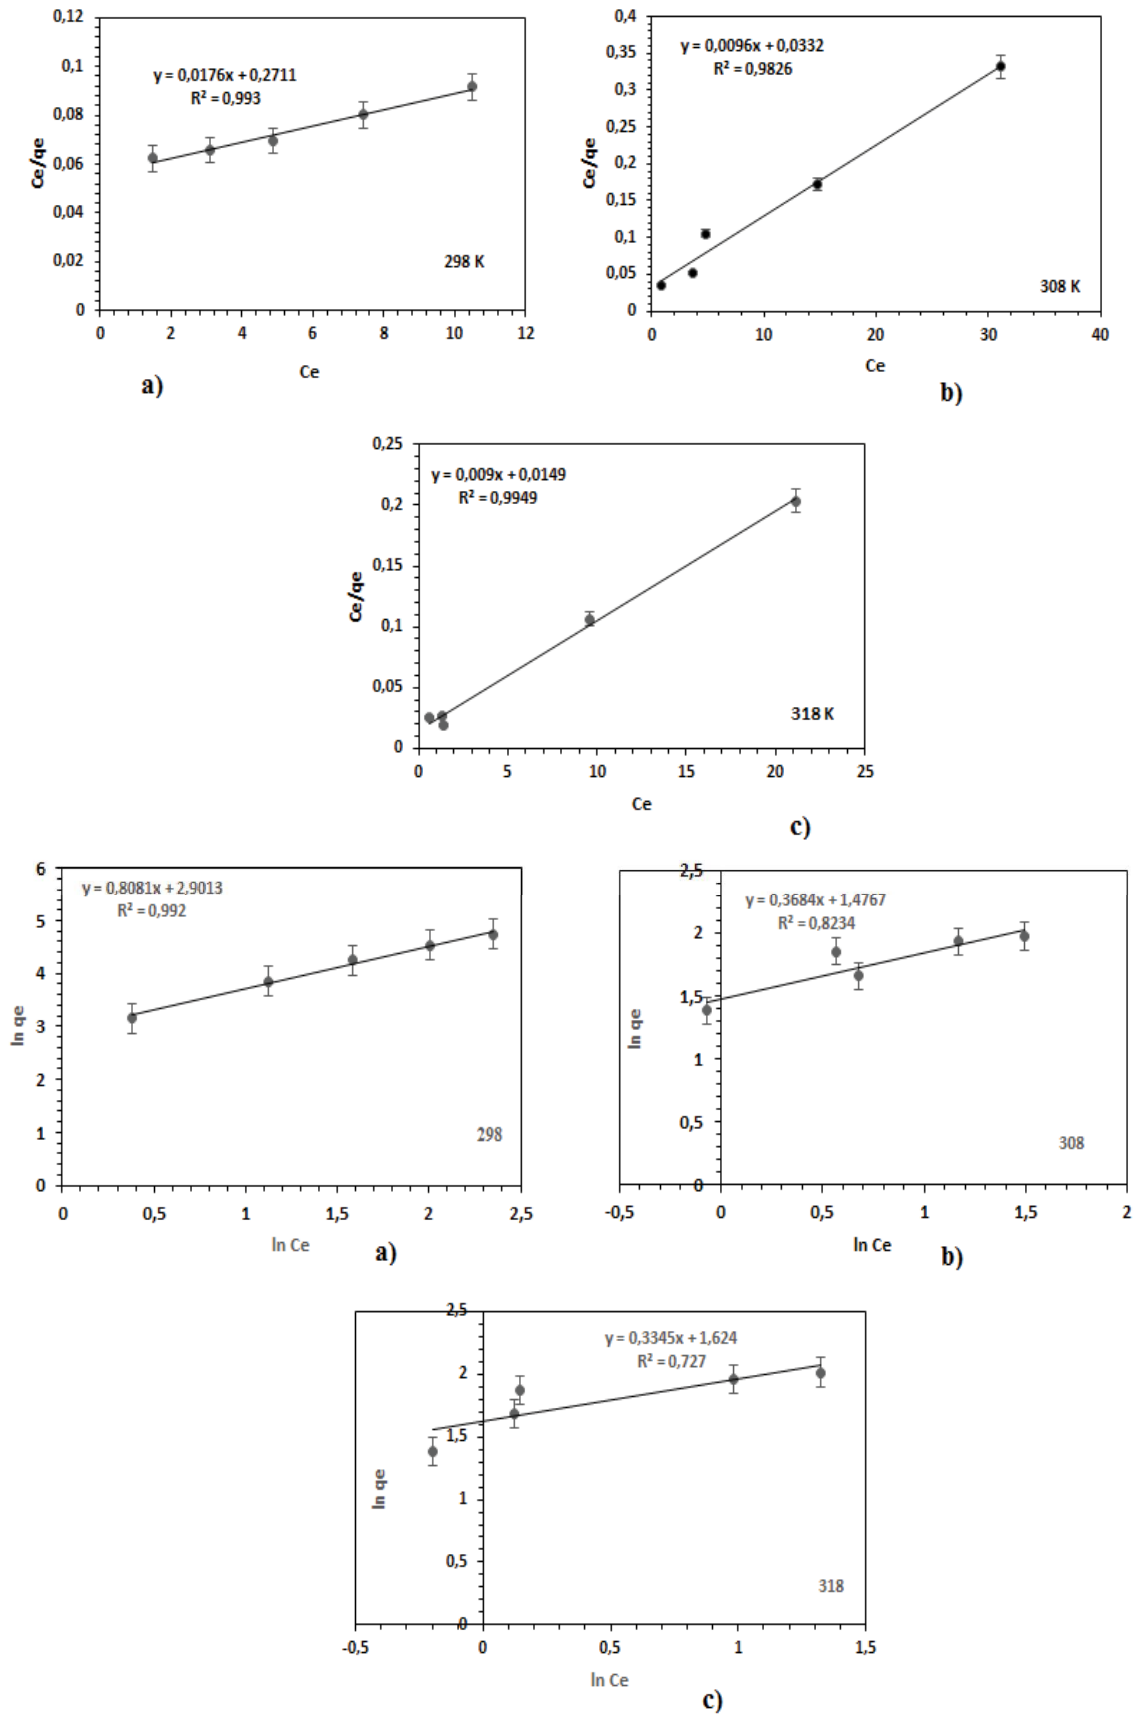 0,12
0,1
0,08
0,06
0,04
0,02
0
Ce/qe
y = 0,0176x + 0,2711
R² = 0,993
298 K
0 2 4 6 8 10 12
Ce
a)
0,4
0,35
0,3
0,25
0,2
0,15
0,1
0,05
0
Ce/qe
y = 0,0096x + 0,0332
R² = 0,9826
308 K
0 10 20 30 40
Ce
b)
0,25
0,2
0,15
0,1
0,05
0
Ce/qe
y = 0,009x + 0,0149
R² = 0,9949
318 K
0 5 10 15 20 25
Ce
c)
6
5
4
3
2
1
0
ln qe
y = 0,8081x + 2,9013
R² = 0,992
298
0 0,5 1 1,5 2 2,5
ln Ce
a)
2,5
2
1,5
1
0,5
0
ln qe
y = 0,3684x + 1,4767
R² = 0,8234
308
-0,5 0 0,5 1 1,5 2
ln Ce
b)
2,5
2
1,5
1
0,5
0
ln qe
y = 0,3345x + 1,624
R² = 0,727
318
-0,5 0 0,5 1 1,5
ln Ce
c)